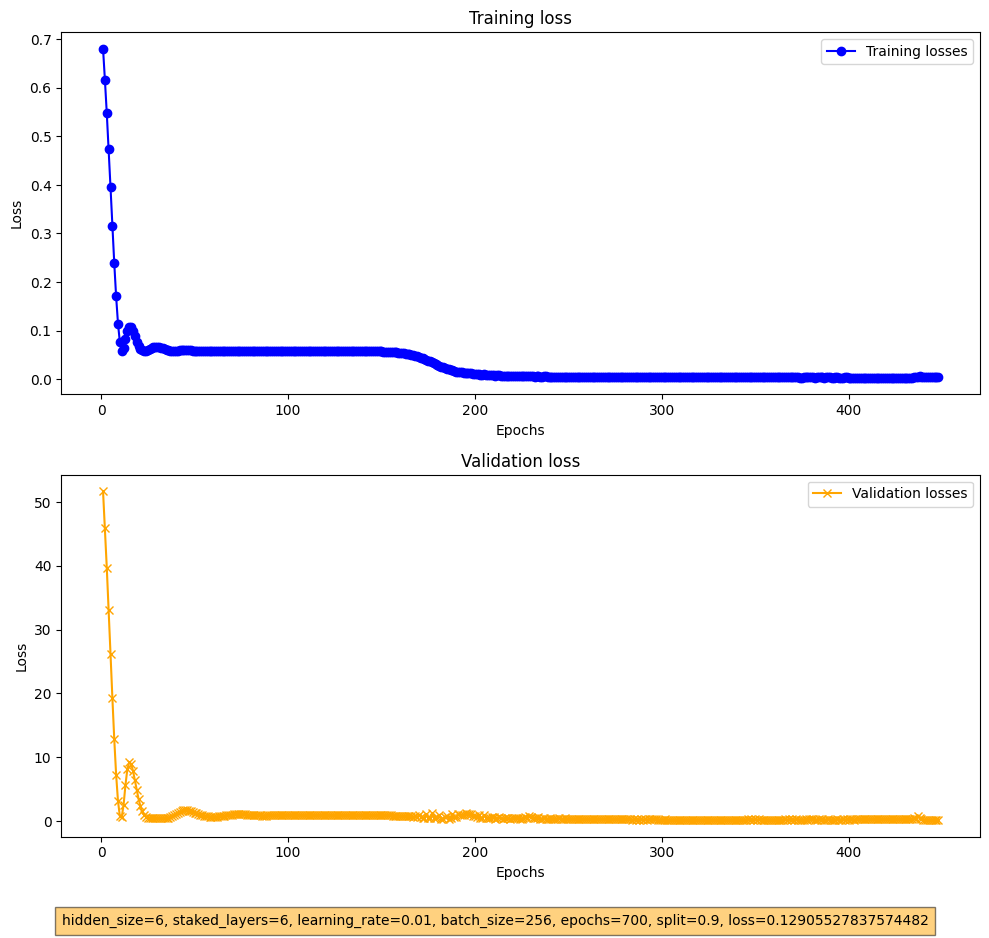 Training loss
Training losses
0.7
0.6
0.5
0.4
0.3
0.2
0.1
0.0
Loss
0 100 200 300 400
Epochs
Validation loss
Validation losses
50
40
30
20
10
0
Loss
0 100 200 300 400
Epochs
hidden_size=6, staked_layers=6, learning_rate=0.01, batch_size=256, epochs=700, split=0.9, loss=0.12905527837574482